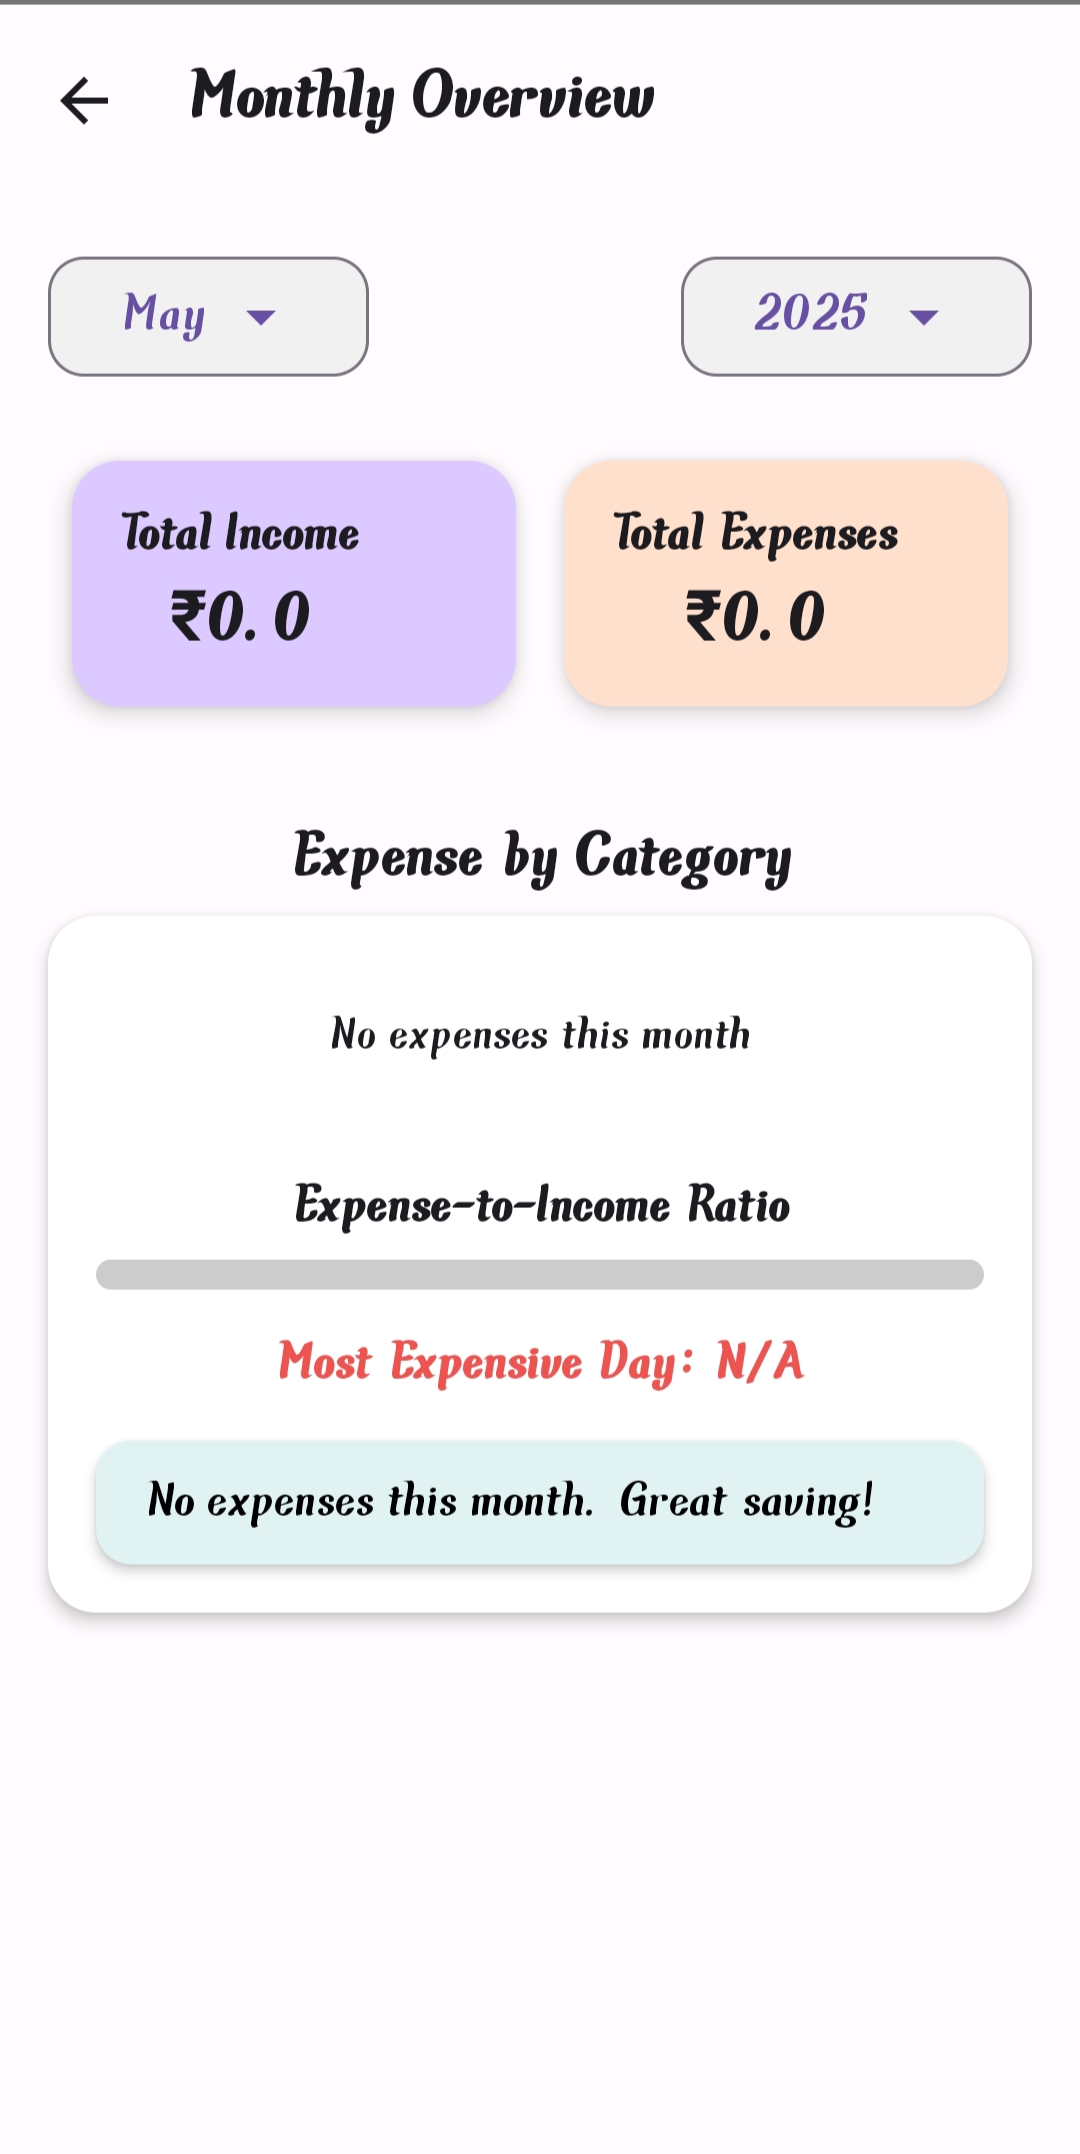 Monthly Overview
May
2025
Total Income
Total Expenses
₹0.0
₹0.0
Expense by Category
No expenses this month
Expense-to-Income Ratio
Most Expensive Day: N/A
No expenses this month. Great saving!